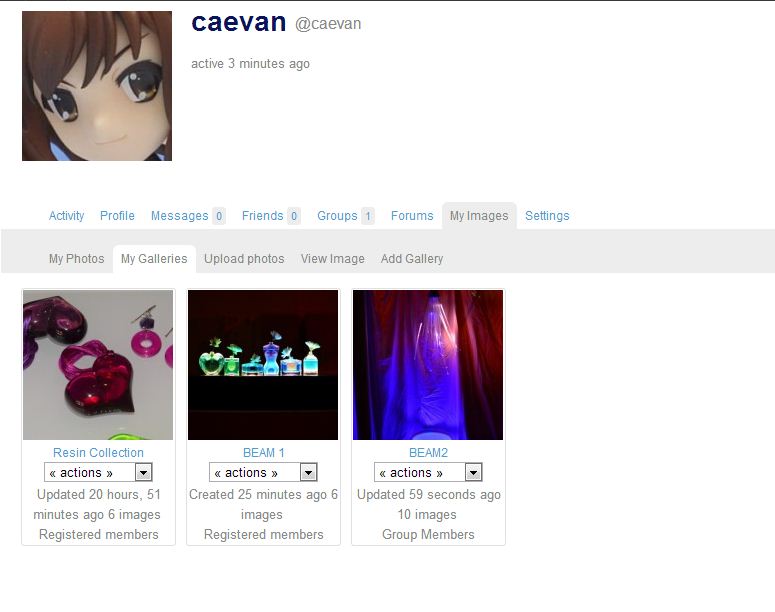 caevan @caevan
active 3 minutes ago
Activity Profile Messages 0 Friends 0 Groups 1 Forums My Images Settings
My Photos My Galleries Upload photos View Image Add Gallery
Resin Collection
« actions »
Updated 20 hours, 51
minutes ago 6 images
Registered members
BEAM 1
« actions »
Created 25 minutes ago 6
images
Registered members
BEAM2
« actions »
Updated 59 seconds ago
10 images
Group Members